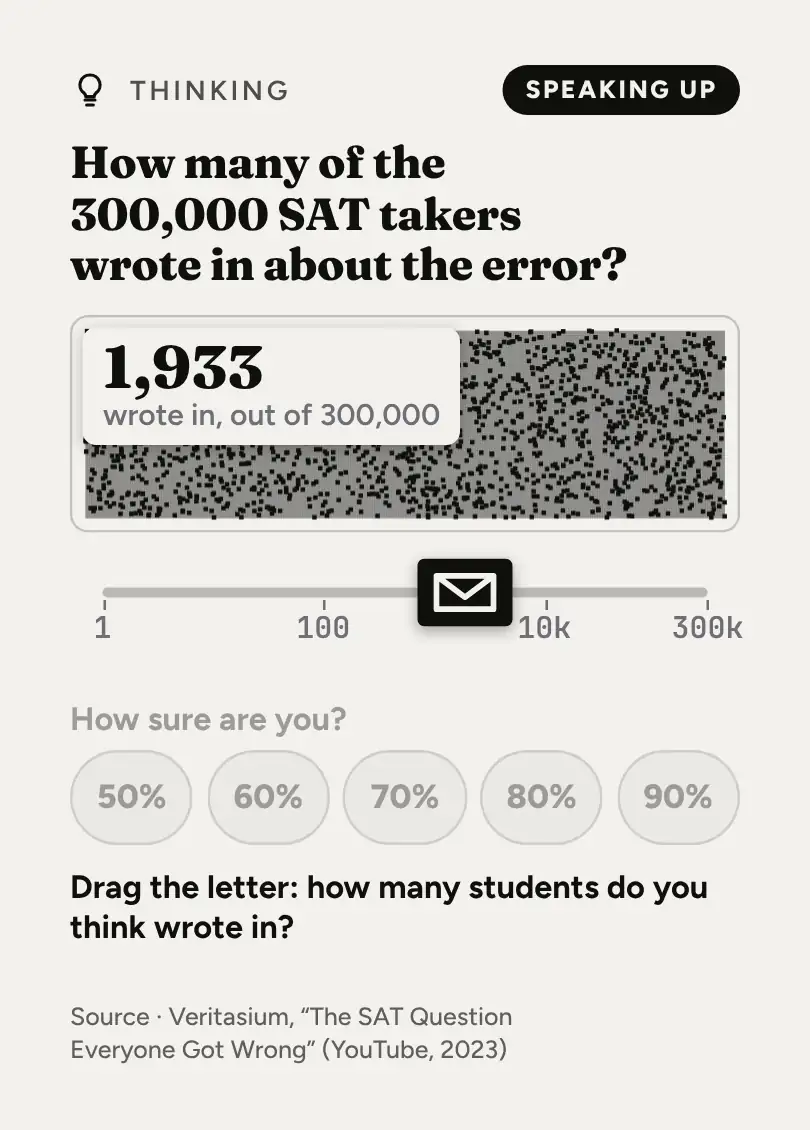 THINKING
SPEAKING UP
How many of the
300,000 SAT takers
wrote in about the error?
1,933
wrote in, out of 300,000
1 100 10k 300k
How sure are you?
50% 60% 70% 80% 90%
Drag the letter: how many students do you
think wrote in?
Source · Veritasium, “The SAT Question
Everyone Got Wrong” (YouTube, 2023)